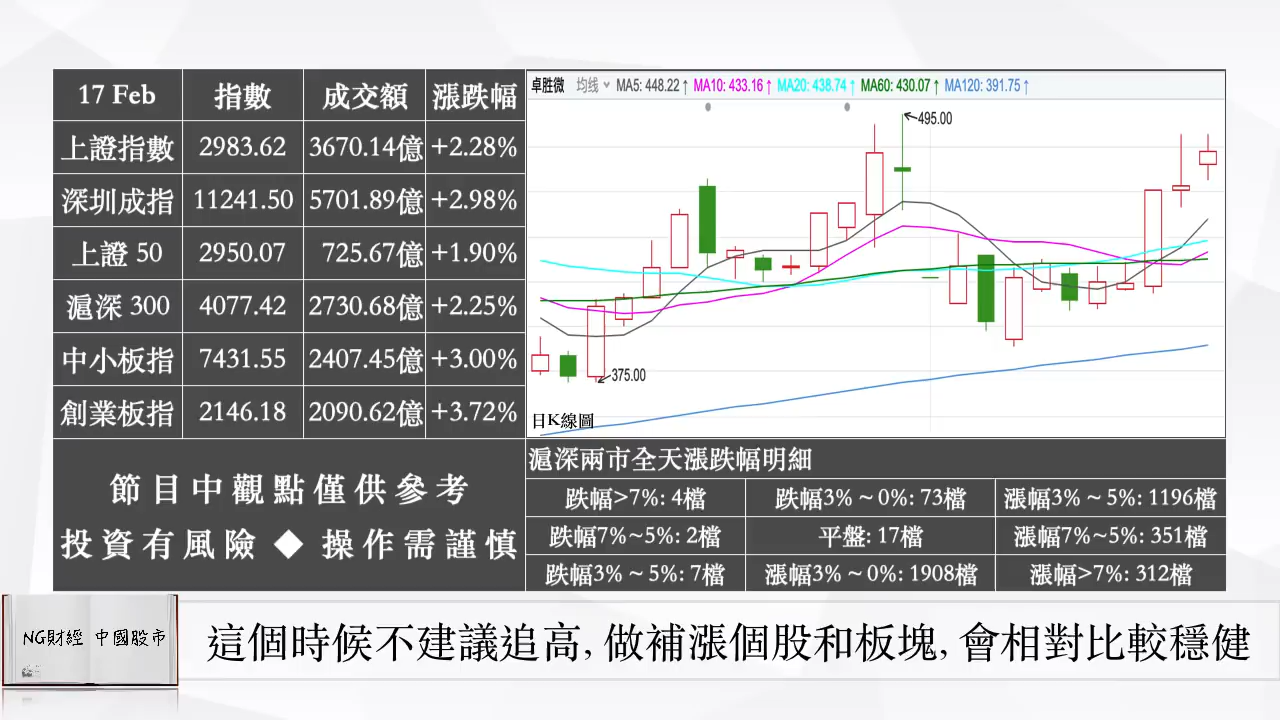 17 Feb 指數 成交額 漲跌幅
上證指數 2983.62 3670.14億 +2.28%
深圳成指 11241.50 5701.89億 +2.98%
上證 50 2950.07 725.67億 +1.90%
滬深 300 4077.42 2730.68億 +2.25%
中小板指 7431.55 2407.45億 +3.00%
創業板指 2146.18 2090.62億 +3.72%
節目中觀點僅供參考
投資有風險 ◆ 操作需謹慎
卓胜微 均线 MA5: 448.22↑ MA10: 433.16↑ MA20: 438.74↑ MA60: 430.07↑ MA120: 391.75↑
495.00
375.00
日K線圖
滬深兩市全天漲跌幅明細
跌幅>7%: 4檔 跌幅3% ~ 0%: 73檔 漲幅3% ~ 5%: 1196檔
跌幅7%~5%: 2檔 平盤: 17檔 漲幅7%~5%: 351檔
跌幅3% ~ 5%: 7檔 漲幅3% ~ 0%: 1908檔 漲幅>7%: 312檔
NG財經 中國股市
這個時候不建議追高, 做補漲個股和板塊, 會相對比較穩健